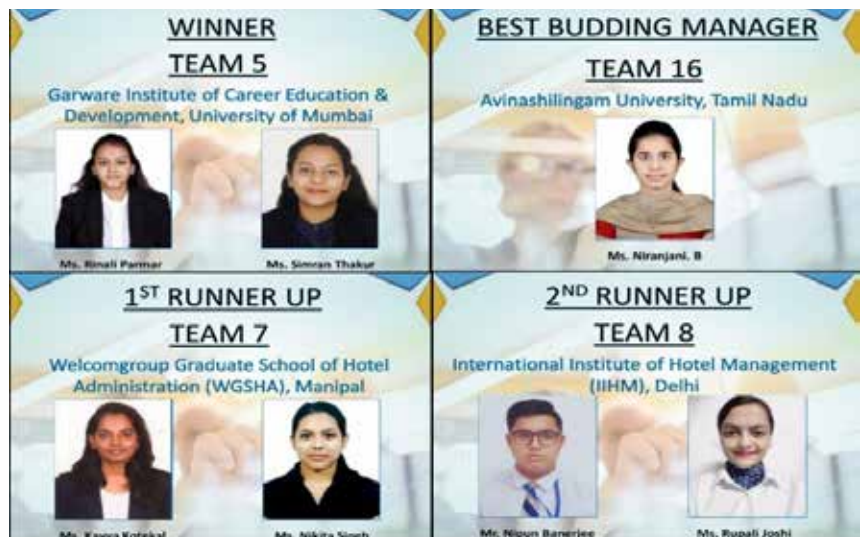 WINNER
TEAM 5
Garware Institute of Career Education &
Development, University of Mumbai
Ms. Rinali Parmar
Ms. Simran Thakur
BEST BUDDING MANAGER
TEAM 16
Avinashilingam University, Tamil Nadu
Ms. Niranjani. B
1ST RUNNER UP
TEAM 7
Welcomgroup Graduate School of Hotel
Administration (WGSHA), Manipal
Ms. Kavya Kotekal
Ms. Nikita Singh
2ND RUNNER UP
TEAM 8
International Institute of Hotel Management
(IIHM), Delhi
Mr. Nipun Banerjee
Ms. Rupali Joshi